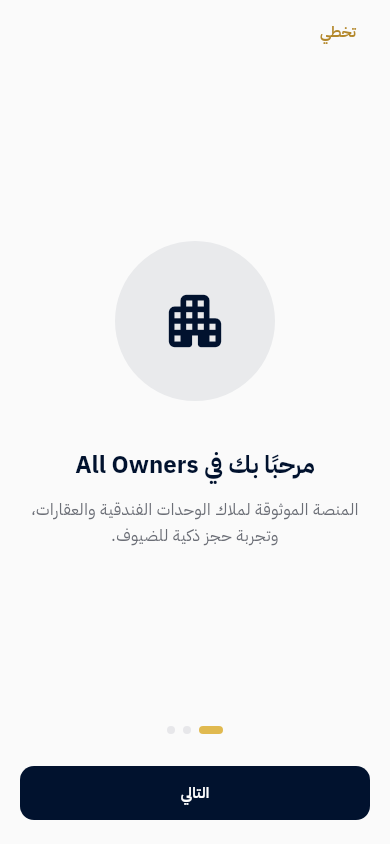 تخطي
مرحبًا بك في All Owners
المنصة الموثوقة لملاك الوحدات الفندقية والعقارات،
وتجربة حجز ذكية للضيوف.
التالي